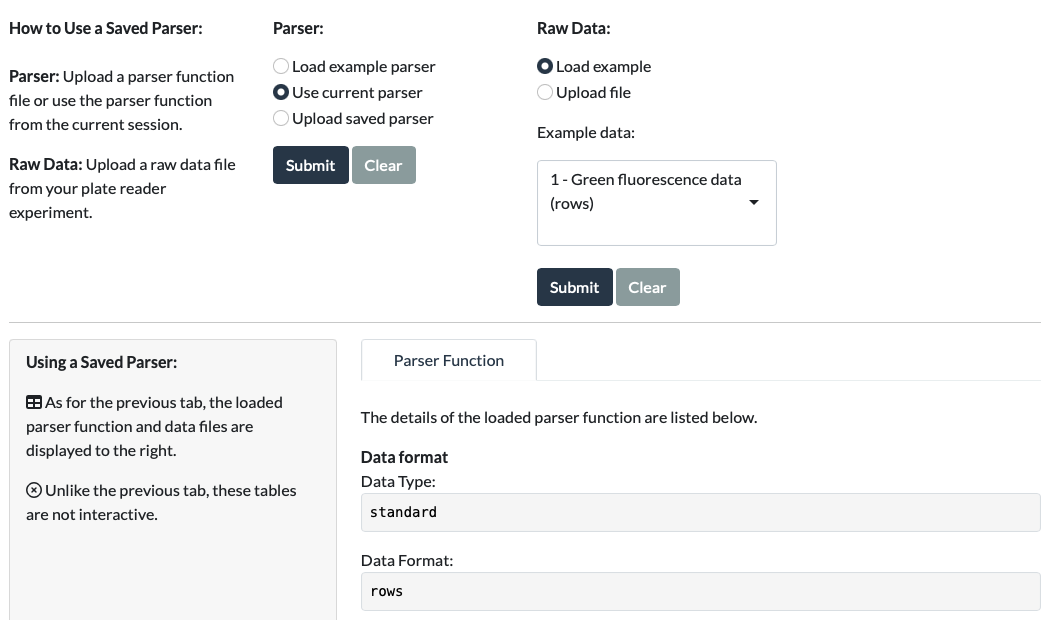 How to Use a Saved Parser:
Parser: Upload a parser function
file or use the parser function
from the current session.
Raw Data: Upload a raw data file
from your plate reader
experiment.
Parser:
Load example parser
Use current parser
Upload saved parser
Submit Clear
Raw Data:
Load example
Upload file
Example data:
1 - Green fluorescence data
(rows)
Submit Clear
Using a Saved Parser:
As for the previous tab, the loaded
parser function and data files are
displayed to the right.
Unlike the previous tab, these tables
are not interactive.
Parser Function
The details of the loaded parser function are listed below.
Data format
Data Type:
standard
Data Format:
rows